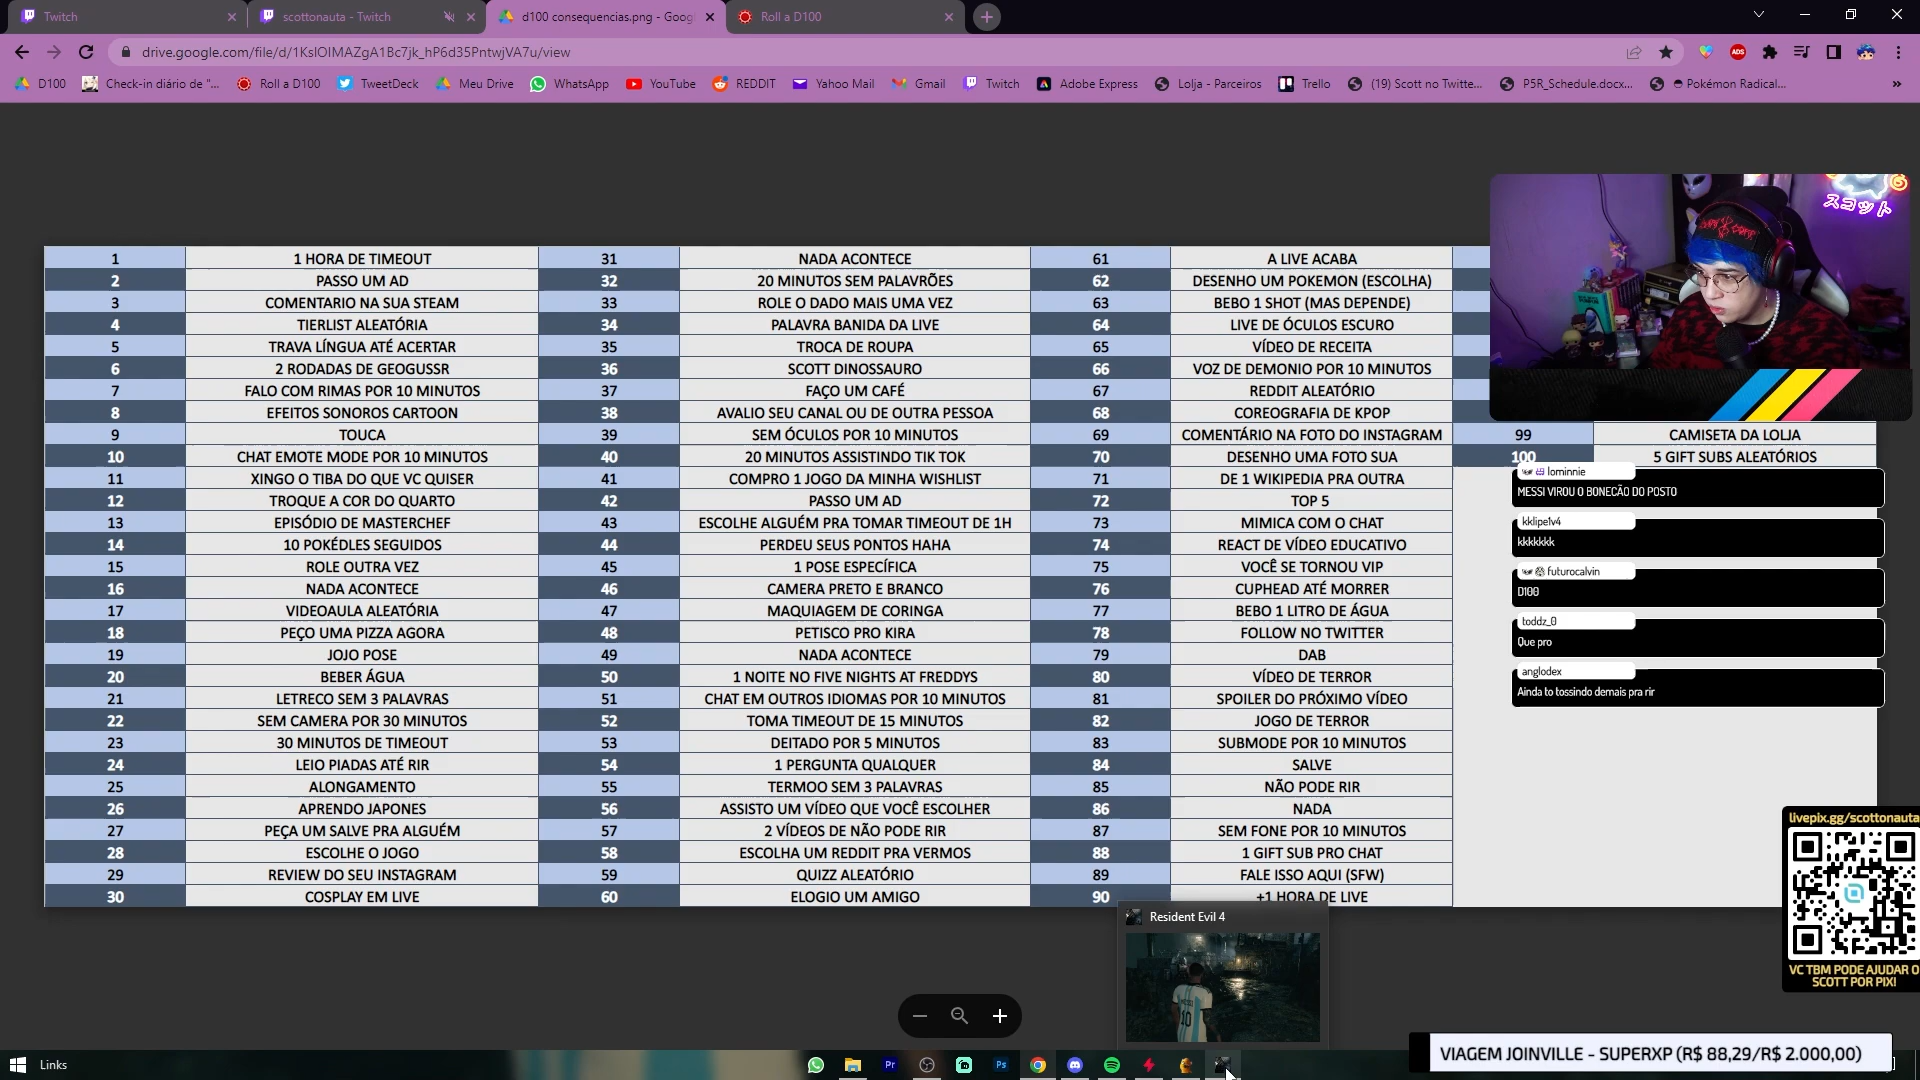 Twitch
scottonauta - Twitch
d100 consequencias.png - Goog
Roll a D100
drive.google.com/file/d/1KsIOIMAZgA1Bc7jk_hP6d35PntwjVA7u/view
ADS
D100
Check-in diário de "...
Roll a D100
TweetDeck
Meu Drive
WhatsApp
YouTube
REDDIT
Yahoo Mail
Gmail
Twitch
Adobe Express
Lolja - Parceiros
Trello
(19) Scott no Twitte...
P5R_Schedule.docx...
Pokémon Radical...
スコット
1 1 HORA DE TIMEOUT 31 NADA ACONTECE 61 A LIVE ACABA
2 PASSO UM AD 32 20 MINUTOS SEM PALAVRÕES 62 DESENHO UM POKEMON (ESCOLHA)
3 COMENTARIO NA SUA STEAM 33 ROLE O DADO MAIS UMA VEZ 63 BEBO 1 SHOT (MAS DEPENDE)
4 TIERLIST ALEATÓRIA 34 PALAVRA BANIDA DA LIVE 64 LIVE DE ÓCULOS ESCURO
5 TRAVA LÍNGUA ATÉ ACERTAR 35 TROCA DE ROUPA 65 VÍDEO DE RECEITA
6 2 RODADAS DE GEOGUSSR 36 SCOTT DINOSSAURO 66 VOZ DE DEMONIO POR 10 MINUTOS
7 FALO COM RIMAS POR 10 MINUTOS 37 FAÇO UM CAFÉ 67 REDDIT ALEATÓRIO
8 EFEITOS SONOROS CARTOON 38 AVALIO SEU CANAL OU DE OUTRA PESSOA 68 COREOGRAFIA DE KPOP
9 TOUCA 39 SEM ÓCULOS POR 10 MINUTOS 69 COMENTÁRIO NA FOTO DO INSTAGRAM 99 CAMISETA DA LOLJA
10 CHAT EMOTE MODE POR 10 MINUTOS 40 20 MINUTOS ASSISTINDO TIK TOK 70 DESENHO UMA FOTO SUA 100 5 GIFT SUBS ALEATÓRIOS
11 XINGO O TIBA DO QUE VC QUISER 41 COMPRO 1 JOGO DA MINHA WISHLIST 71 DE 1 WIKIPEDIA PRA OUTRA
12 TROQUE A COR DO QUARTO 42 PASSO UM AD 72 TOP 5
13 EPISÓDIO DE MASTERCHEF 43 ESCOLHE ALGUÉM PRA TOMAR TIMEOUT DE 1H 73 MIMICA COM O CHAT
14 10 POKÉDLES SEGUIDOS 44 PERDEU SEUS PONTOS HAHA 74 REACT DE VÍDEO EDUCATIVO
15 ROLE OUTRA VEZ 45 1 POSE ESPECÍFICA 75 VOCÊ SE TORNOU VIP
16 NADA ACONTECE 46 CAMERA PRETO E BRANCO 76 CUPHEAD ATÉ MORRER
17 VIDEOAULA ALEATÓRIA 47 MAQUIAGEM DE CORINGA 77 BEBO 1 LITRO DE ÁGUA
18 PEÇO UMA PIZZA AGORA 48 PETISCO PRO KIRA 78 FOLLOW NO TWITTER
19 JOJO POSE 49 NADA ACONTECE 79 DAB
20 BEBER ÁGUA 50 1 NOITE NO FIVE NIGHTS AT FREDDYS 80 VÍDEO DE TERROR
21 LETRECO SEM 3 PALAVRAS 51 CHAT EM OUTROS IDIOMAS POR 10 MINUTOS 81 SPOILER DO PRÓXIMO VÍDEO
22 SEM CAMERA POR 30 MINUTOS 52 TOMA TIMEOUT DE 15 MINUTOS 82 JOGO DE TERROR
23 30 MINUTOS DE TIMEOUT 53 DEITADO POR 5 MINUTOS 83 SUBMODE POR 10 MINUTOS
24 LEIO PIADAS ATÉ RIR 54 1 PERGUNTA QUALQUER 84 SALVE
25 ALONGAMENTO 55 TERMOO SEM 3 PALAVRAS 85 NÃO PODE RIR
26 APRENDO JAPONES 56 ASSISTO UM VÍDEO QUE VOCÊ ESCOLHER 86 NADA
27 PEÇA UM SALVE PRA ALGUÉM 57 2 VÍDEOS DE NÃO PODE RIR 87 SEM FONE POR 10 MINUTOS
28 ESCOLHE O JOGO 58 ESCOLHA UM REDDIT PRA VERMOS 88 1 GIFT SUB PRO CHAT
29 REVIEW DO SEU INSTAGRAM 59 QUIZZ ALEATÓRIO 89 FALE ISSO AQUI (SFW)
30 COSPLAY EM LIVE 60 ELOGIO UM AMIGO 90 +1 HORA DE LIVE
lominnie
MESSI VIROU O BONECÃO DO POSTO
kklipe1v4
kkkkkkk
futurocalvin
D100
toddz_0
Que pro
anglodex
Ainda to tossindo demais pra rir
livepix.gg/scottonauta
VC TBM PODE AJUDAR O
SCOTT POR PIX!
Resident Evil 4
10
Links
Pr
Ps
VIAGEM JOINVILLE - SUPERXP (R$ 88,29/R$ 2.000,00)